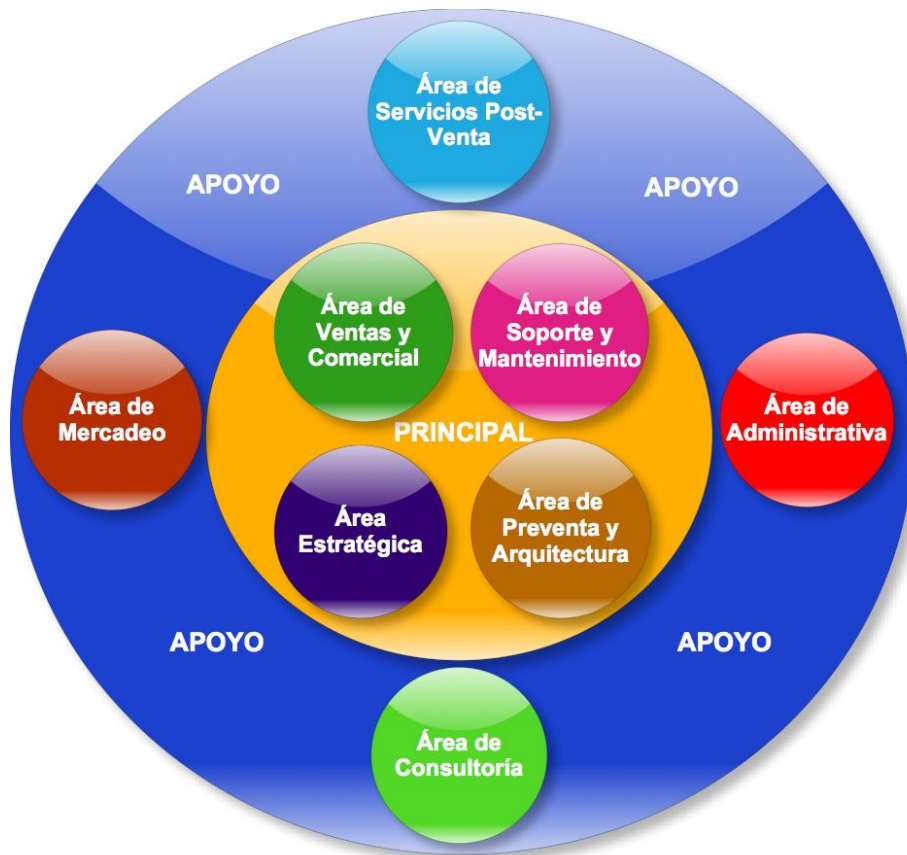 Área de
Servicios Post-
Venta
APOYO
APOYO
Área de
Ventas y
Comercial
Área de
Soporte y
Mantenimiento
Área de
Mercadeo
PRINCIPAL
Área de
Administrativa
Área
Estratégica
Área de
Preventa y
Arquitectura
APOYO
APOYO
Área de
Consultoría